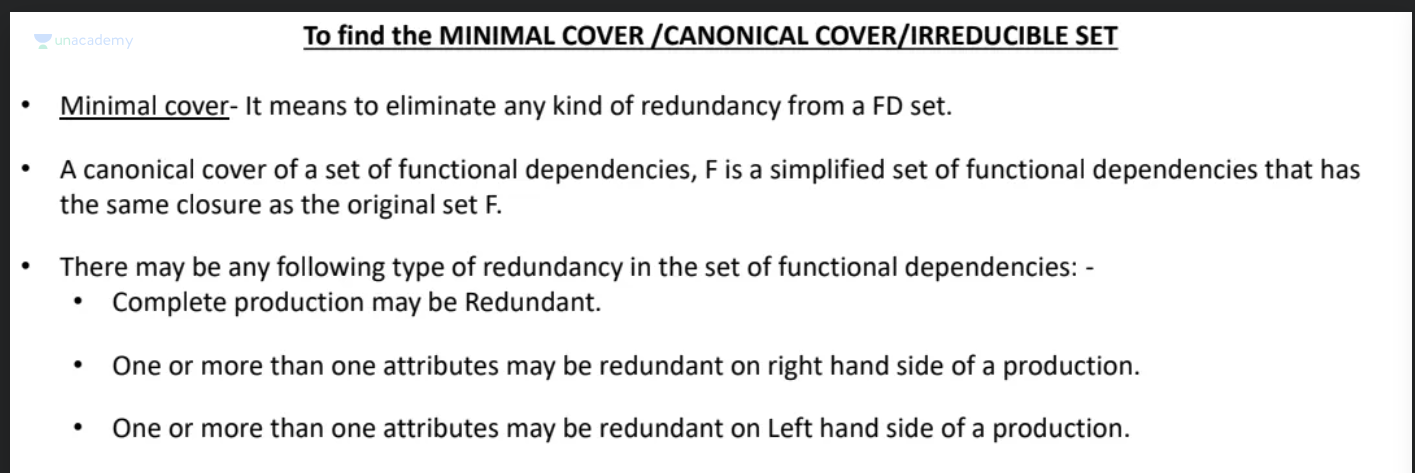 unacademy
To find the MINIMAL COVER /CANONICAL COVER/IRREDUCIBLE SET
• Minimal cover- It means to eliminate any kind of redundancy from a FD set.
• A canonical cover of a set of functional dependencies, F is a simplified set of functional dependencies that has
the same closure as the original set F.
• There may be any following type of redundancy in the set of functional dependencies: -
• Complete production may be Redundant.
• One or more than one attributes may be redundant on right hand side of a production.
• One or more than one attributes may be redundant on Left hand side of a production.